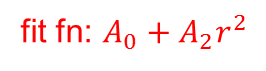 fit fn: A₀ + A₂r²